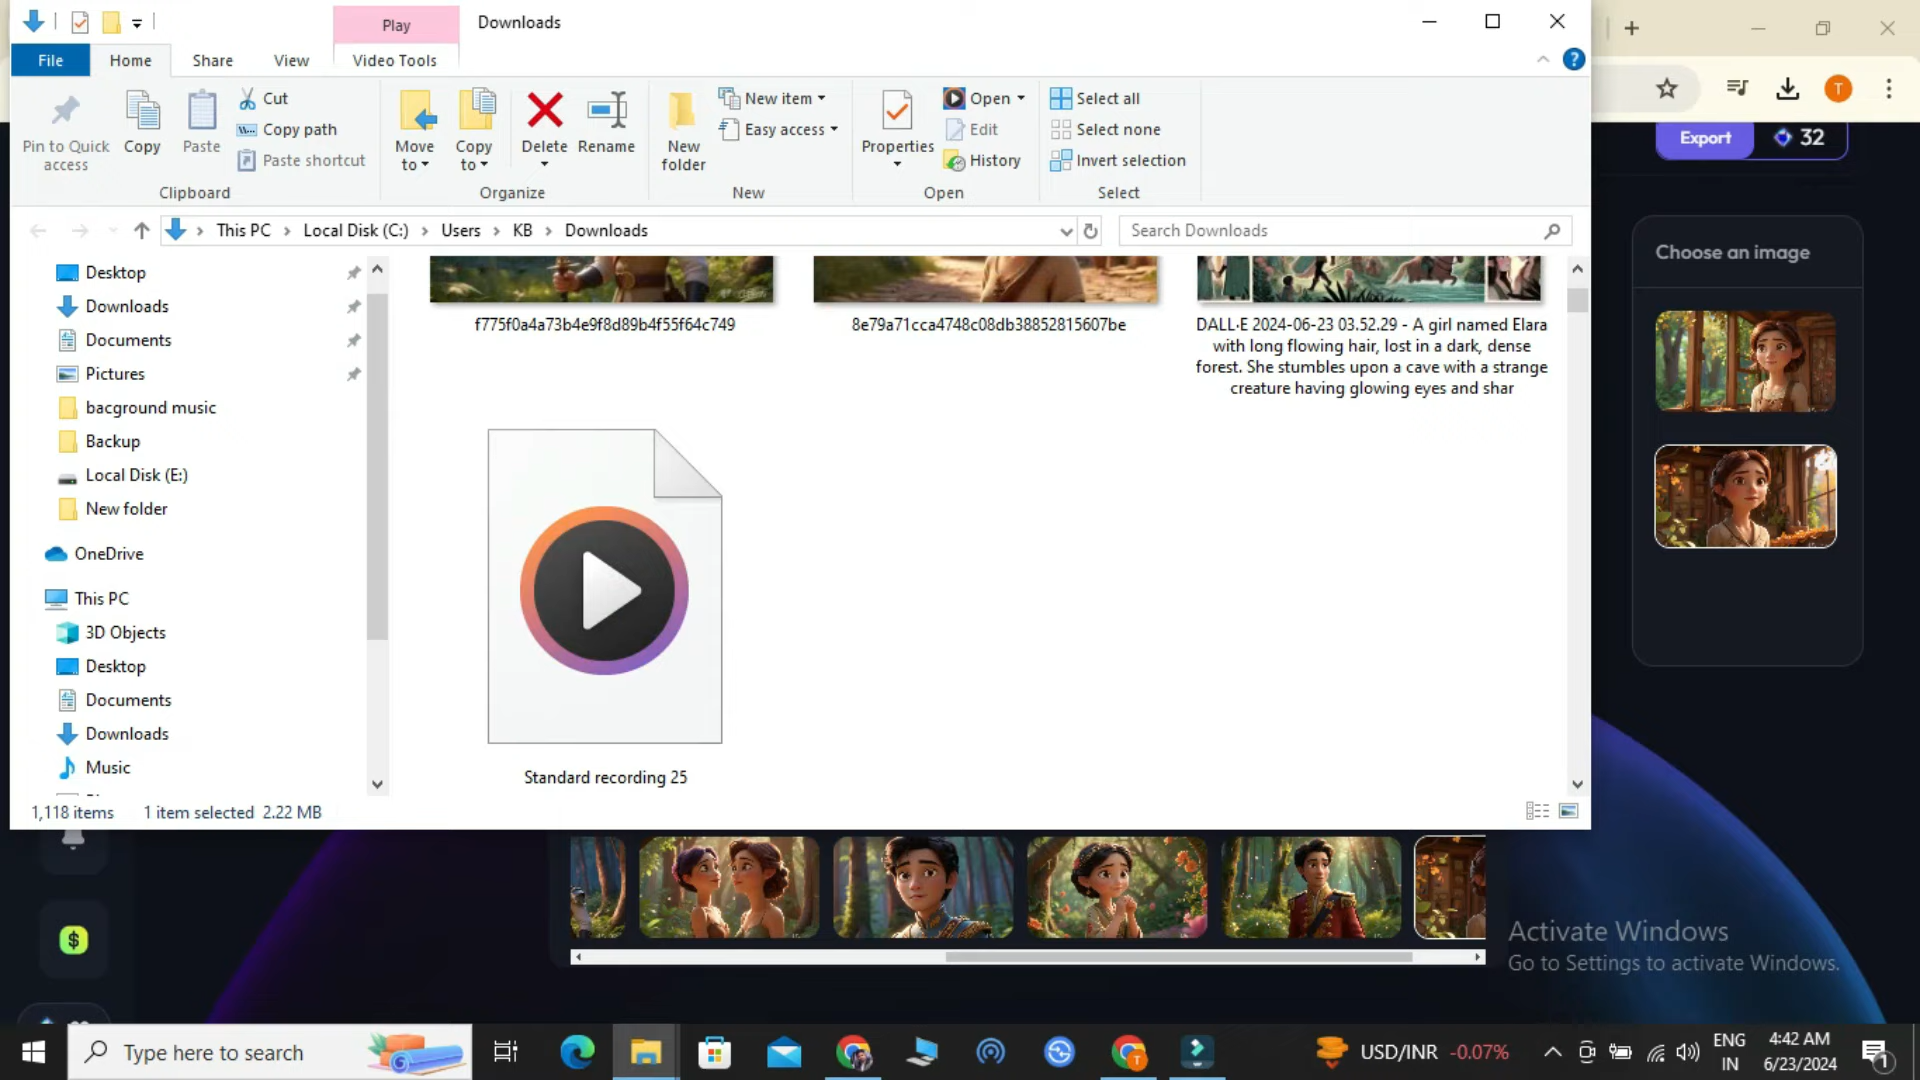 Play
Downloads
File
Home
Share
View
Video Tools
Pin to Quick access
Copy
Paste
Cut
Copy path
Paste shortcut
Clipboard
Move to
Copy to
Delete
Rename
Organize
New folder
New item
Easy access
New
Properties
Open
Edit
History
Open
Select all
Select none
Invert selection
Select
Export
32
This PC
Local Disk (C:)
Users
KB
Downloads
Search Downloads
T
Choose an image
Desktop
Downloads
Documents
Pictures
bacground music
Backup
Local Disk (E:)
New folder
OneDrive
This PC
3D Objects
Desktop
Documents
Downloads
Music
f775f0a4a73b4e9f8d89b4f55f64c749
8e79a71cca4748c08db38852815607be
DALL·E 2024-06-23 03.52.29 - A girl named Elara
with long flowing hair, lost in a dark, dense
forest. She stumbles upon a cave with a strange
creature having glowing eyes and shar
Standard recording 25
1,118 items
1 item selected 2.22 MB
Activate Windows
Go to Settings to activate Windows.
Type here to search
USD/INR -0.07%
ENG
IN
4:42 AM
6/23/2024
1